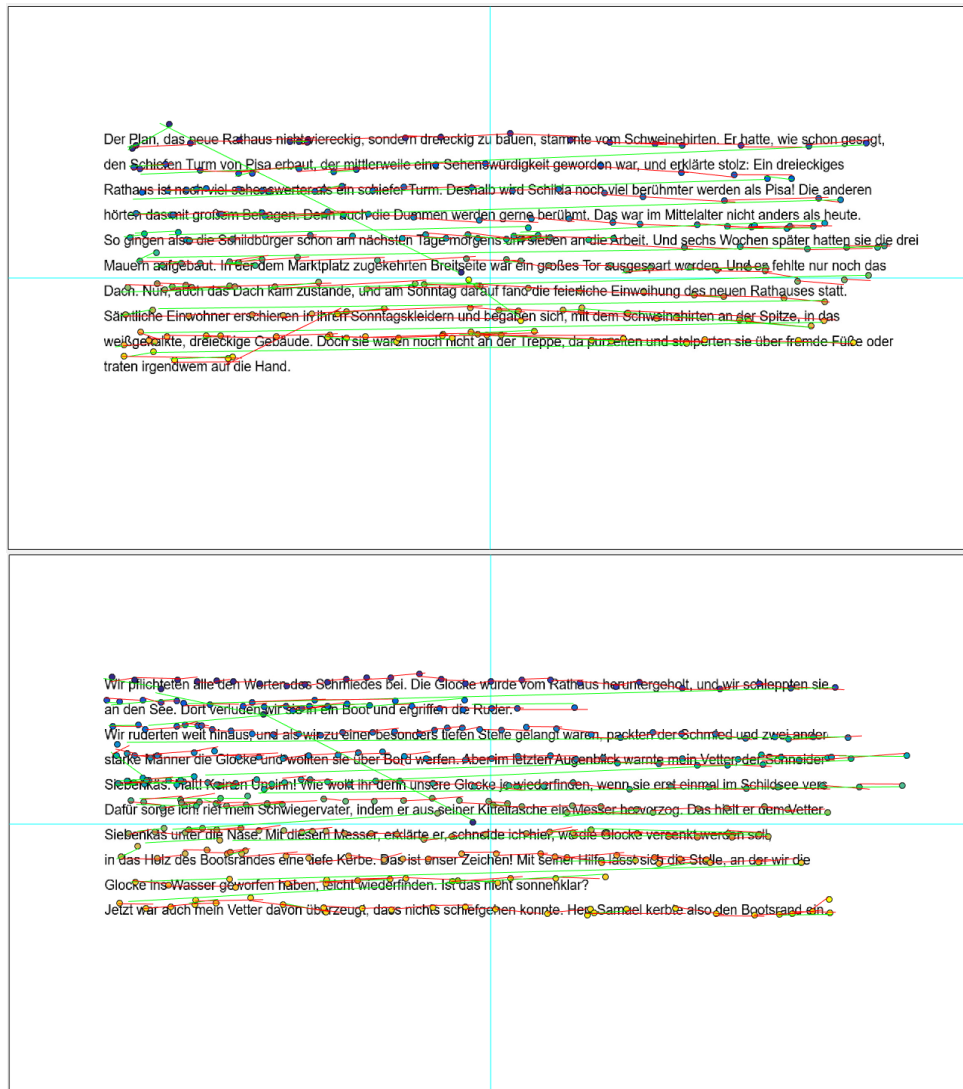 Der Plan, das neue Rathaus nicht viereckig, sondern dreieckig zu bauen, stammte vom Schweinehirten. Er hatte, wie schon gesagt,
den Schiefen Turm von Pisa erbaut, der mittlerweile eine Sehenswürdigkeit geworden war, und erklärte stolz: Ein dreieckiges
Rathaus ist noch viel sehenswerter als ein schiefer Turm. Deshalb wird Schilda noch viel berühmter werden als Pisa! Die anderen
hörten das mit großem Behagen. Denn auch die Dummen werden gerne berühmt. Das war im Mittelalter nicht anders als heute.
So gingen also die Schildbürger schon am nächsten Tage morgens um sieben an die Arbeit. Und sechs Wochen später hatten sie die drei
Mauern aufgebaut. In der dem Marktplatz zugekehrten Breitseite war ein großes Tor ausgespart worden. Und es fehlte nur noch das
Dach. Nun, auch das Dach kam zustande, und am Sonntag darauf fand die feierliche Einweihung des neuen Rathauses statt.
Sämtliche Einwohner erschienen in ihren Sonntagskleidern und begaben sich, mit dem Schweinehirten an der Spitze, in das
weißgekalkte, dreieckige Gebäude. Doch sie waren noch nicht an der Treppe, da purzelten und stolperten sie über fremde Füße oder
traten irgendwem auf die Hand.
Wir pflichteten alle den Worten des Schmiedes bei. Die Glocke wurde vom Rathaus heruntergeholt, und wir schleppten sie
an den See. Dort verluden wir sie in ein Boot und ergriffen die Ruder.
Wir ruderten weit hinaus, und als wir zu einer besonders tiefen Stelle gelangt waren, packten der Schmied und zwei ander
starke Männer die Glocke und wollten sie über Bord werfen. Aber im letzten Augenblick warnte mein Vetter der Schneider
Siebenkäs: Halt! Keinen Unsinn! Wie wollt ihr denn unsere Glocke je wiederfinden, wenn sie erst einmal im Schildsee vers
Dafür sorge ich! rief mein Schwiegervater, indem er aus seiner Kitteltasche ein Messer hervorzog. Das hielt er dem Vetter
Siebenkäs unter die Nase. Mit diesem Messer, erklärte er, schneide ich hier, wo die Glocke versenkt werden soll,
in das Holz des Bootsrandes eine tiefe Kerbe. Das ist unser Zeichen! Mit seiner Hilfe lässt sich die Stelle, an der wir die
Glocke ins Wasser geworfen haben, leicht wiederfinden. Ist das nicht sonnenklar?
Jetzt war auch mein Vetter davon überzeugt, dass nichts schiefgehen konnte. Herr Samael kerbte also den Bootsrand ein.